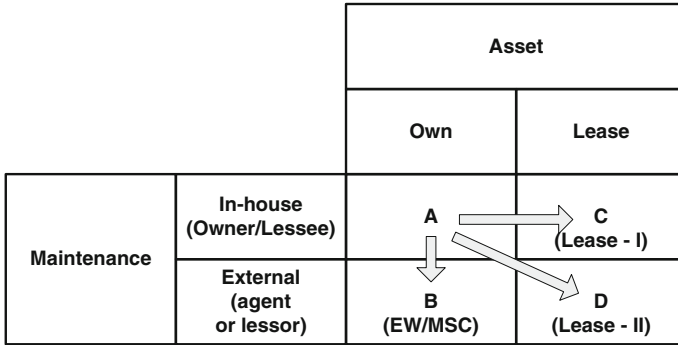 Asset
Own
Lease
Maintenance
In-house
(Owner/Lessee)
A
C
(Lease - I)
External
(agent
or lessor)
B
(EW/MSC)
D
(Lease - II)